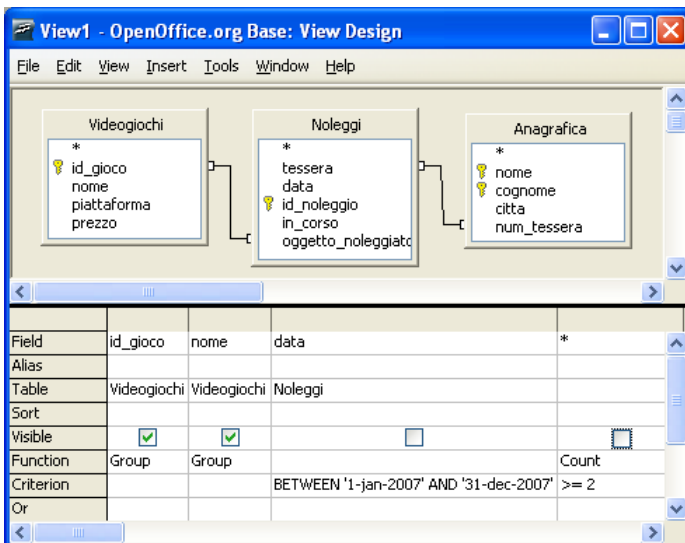 View1 - OpenOffice.org Base: View Design
File Edit View Insert Tools Window Help
Videogiochi
*
id_gioco
nome
piattaforma
prezzo
Noleggi
*
tessera
data
id_noleggio
in_corso
oggetto_noleggiato
Anagrafica
*
nome
cognome
citta
num_tessera
Field id_gioco nome data *
Alias
Table Videogiochi Videogiochi Noleggi
Sort
Visible
Function Group Group Count
Criterion BETWEEN '1-jan-2007' AND '31-dec-2007' >= 2
Or